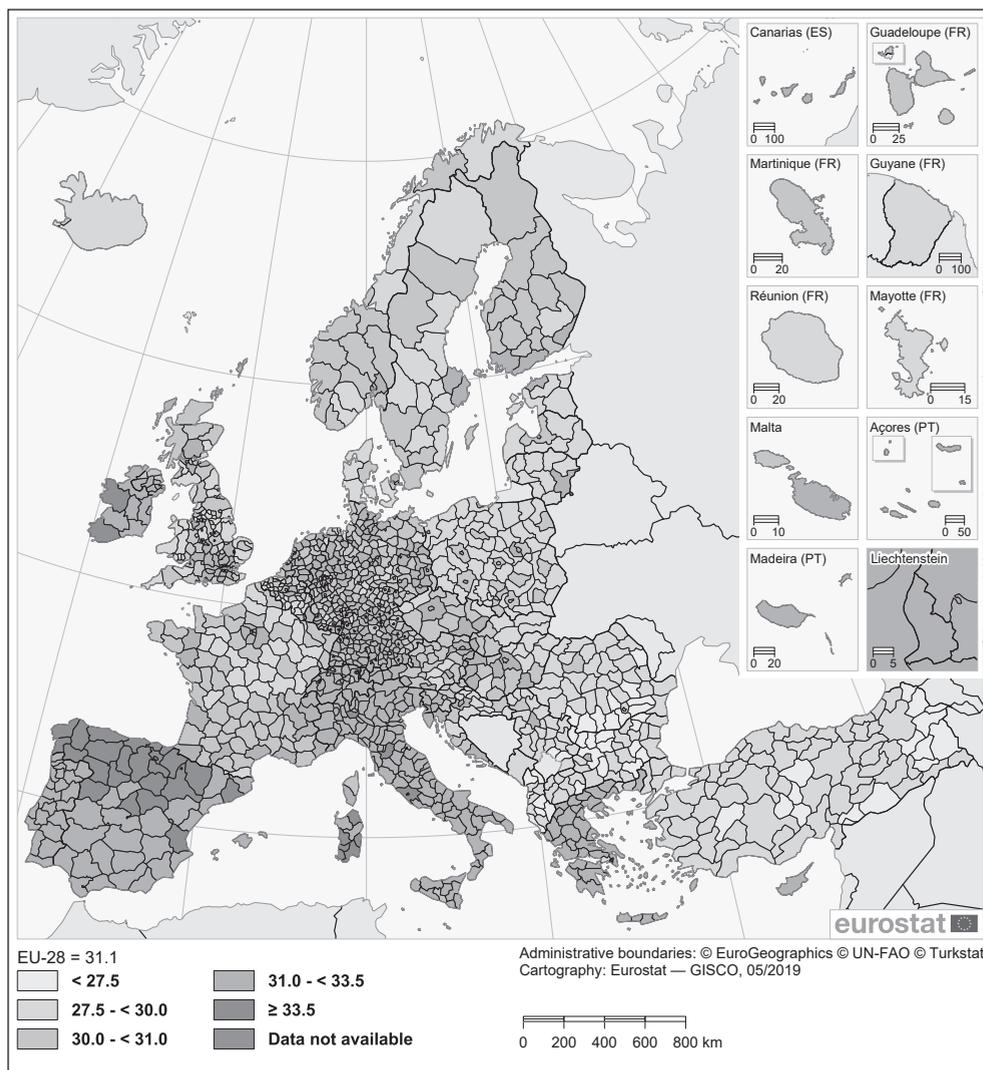 Canarias (ES)
0 100
Guadeloupe (FR)
0 25
Martinique (FR)
0 20
Guyane (FR)
0 100
Réunion (FR)
0 20
Mayotte (FR)
0 15
Malta
0 10
Açores (PT)
0 50
Madeira (PT)
0 20
Liechtenstein
0 5
eurostat
EU-28 = 31.1
< 27.5
27.5 - < 30.0
30.0 - < 31.0
31.0 - < 33.5
≥ 33.5
Data not available
Administrative boundaries: © EuroGeographics © UN-FAO © Turkstat
Cartography: Eurostat — GISCO, 05/2019
0 200 400 600 800 km